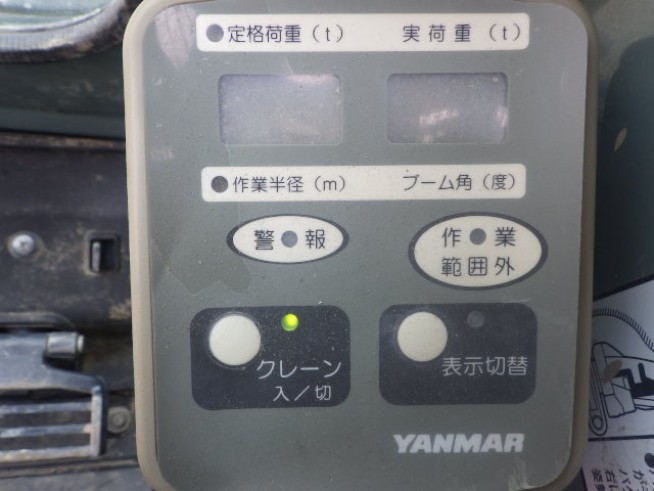 定格荷重(t) 実荷重(t)
作業半径(m) ブーム角(度)
警報
作業
範囲外
クレーン
入/切
表示切替
YANMAR